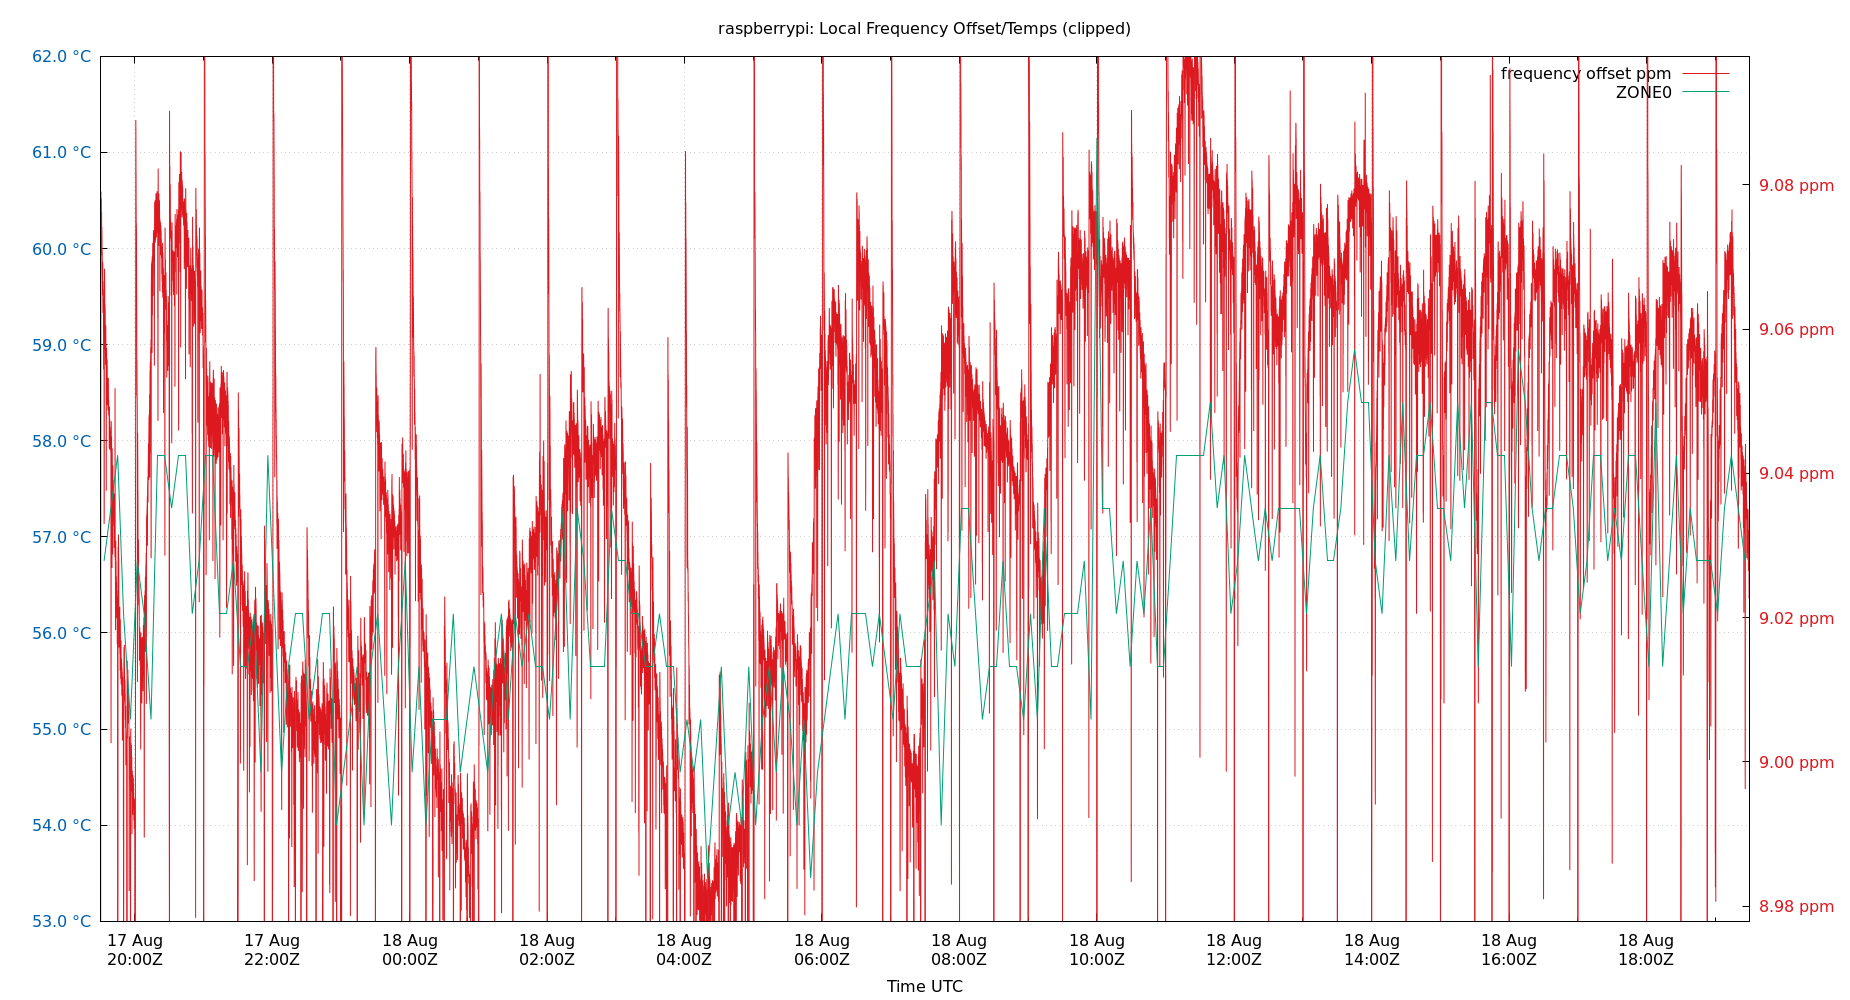 raspberrypi: Local Frequency Offset/Temps (clipped)
62.0 °C
61.0 °C
60.0 °C
59.0 °C
58.0 °C
57.0 °C
56.0 °C
55.0 °C
54.0 °C
53.0 °C
frequency offset ppm
ZONE0
9.08 ppm
9.06 ppm
9.04 ppm
9.02 ppm
9.00 ppm
8.98 ppm
17 Aug 17 Aug 18 Aug 18 Aug 18 Aug 18 Aug 18 Aug 18 Aug 18 Aug 18 Aug 18 Aug 18 Aug
20:00Z 22:00Z 00:00Z 02:00Z 04:00Z 06:00Z 08:00Z 10:00Z 12:00Z 14:00Z 16:00Z 18:00Z
Time UTC